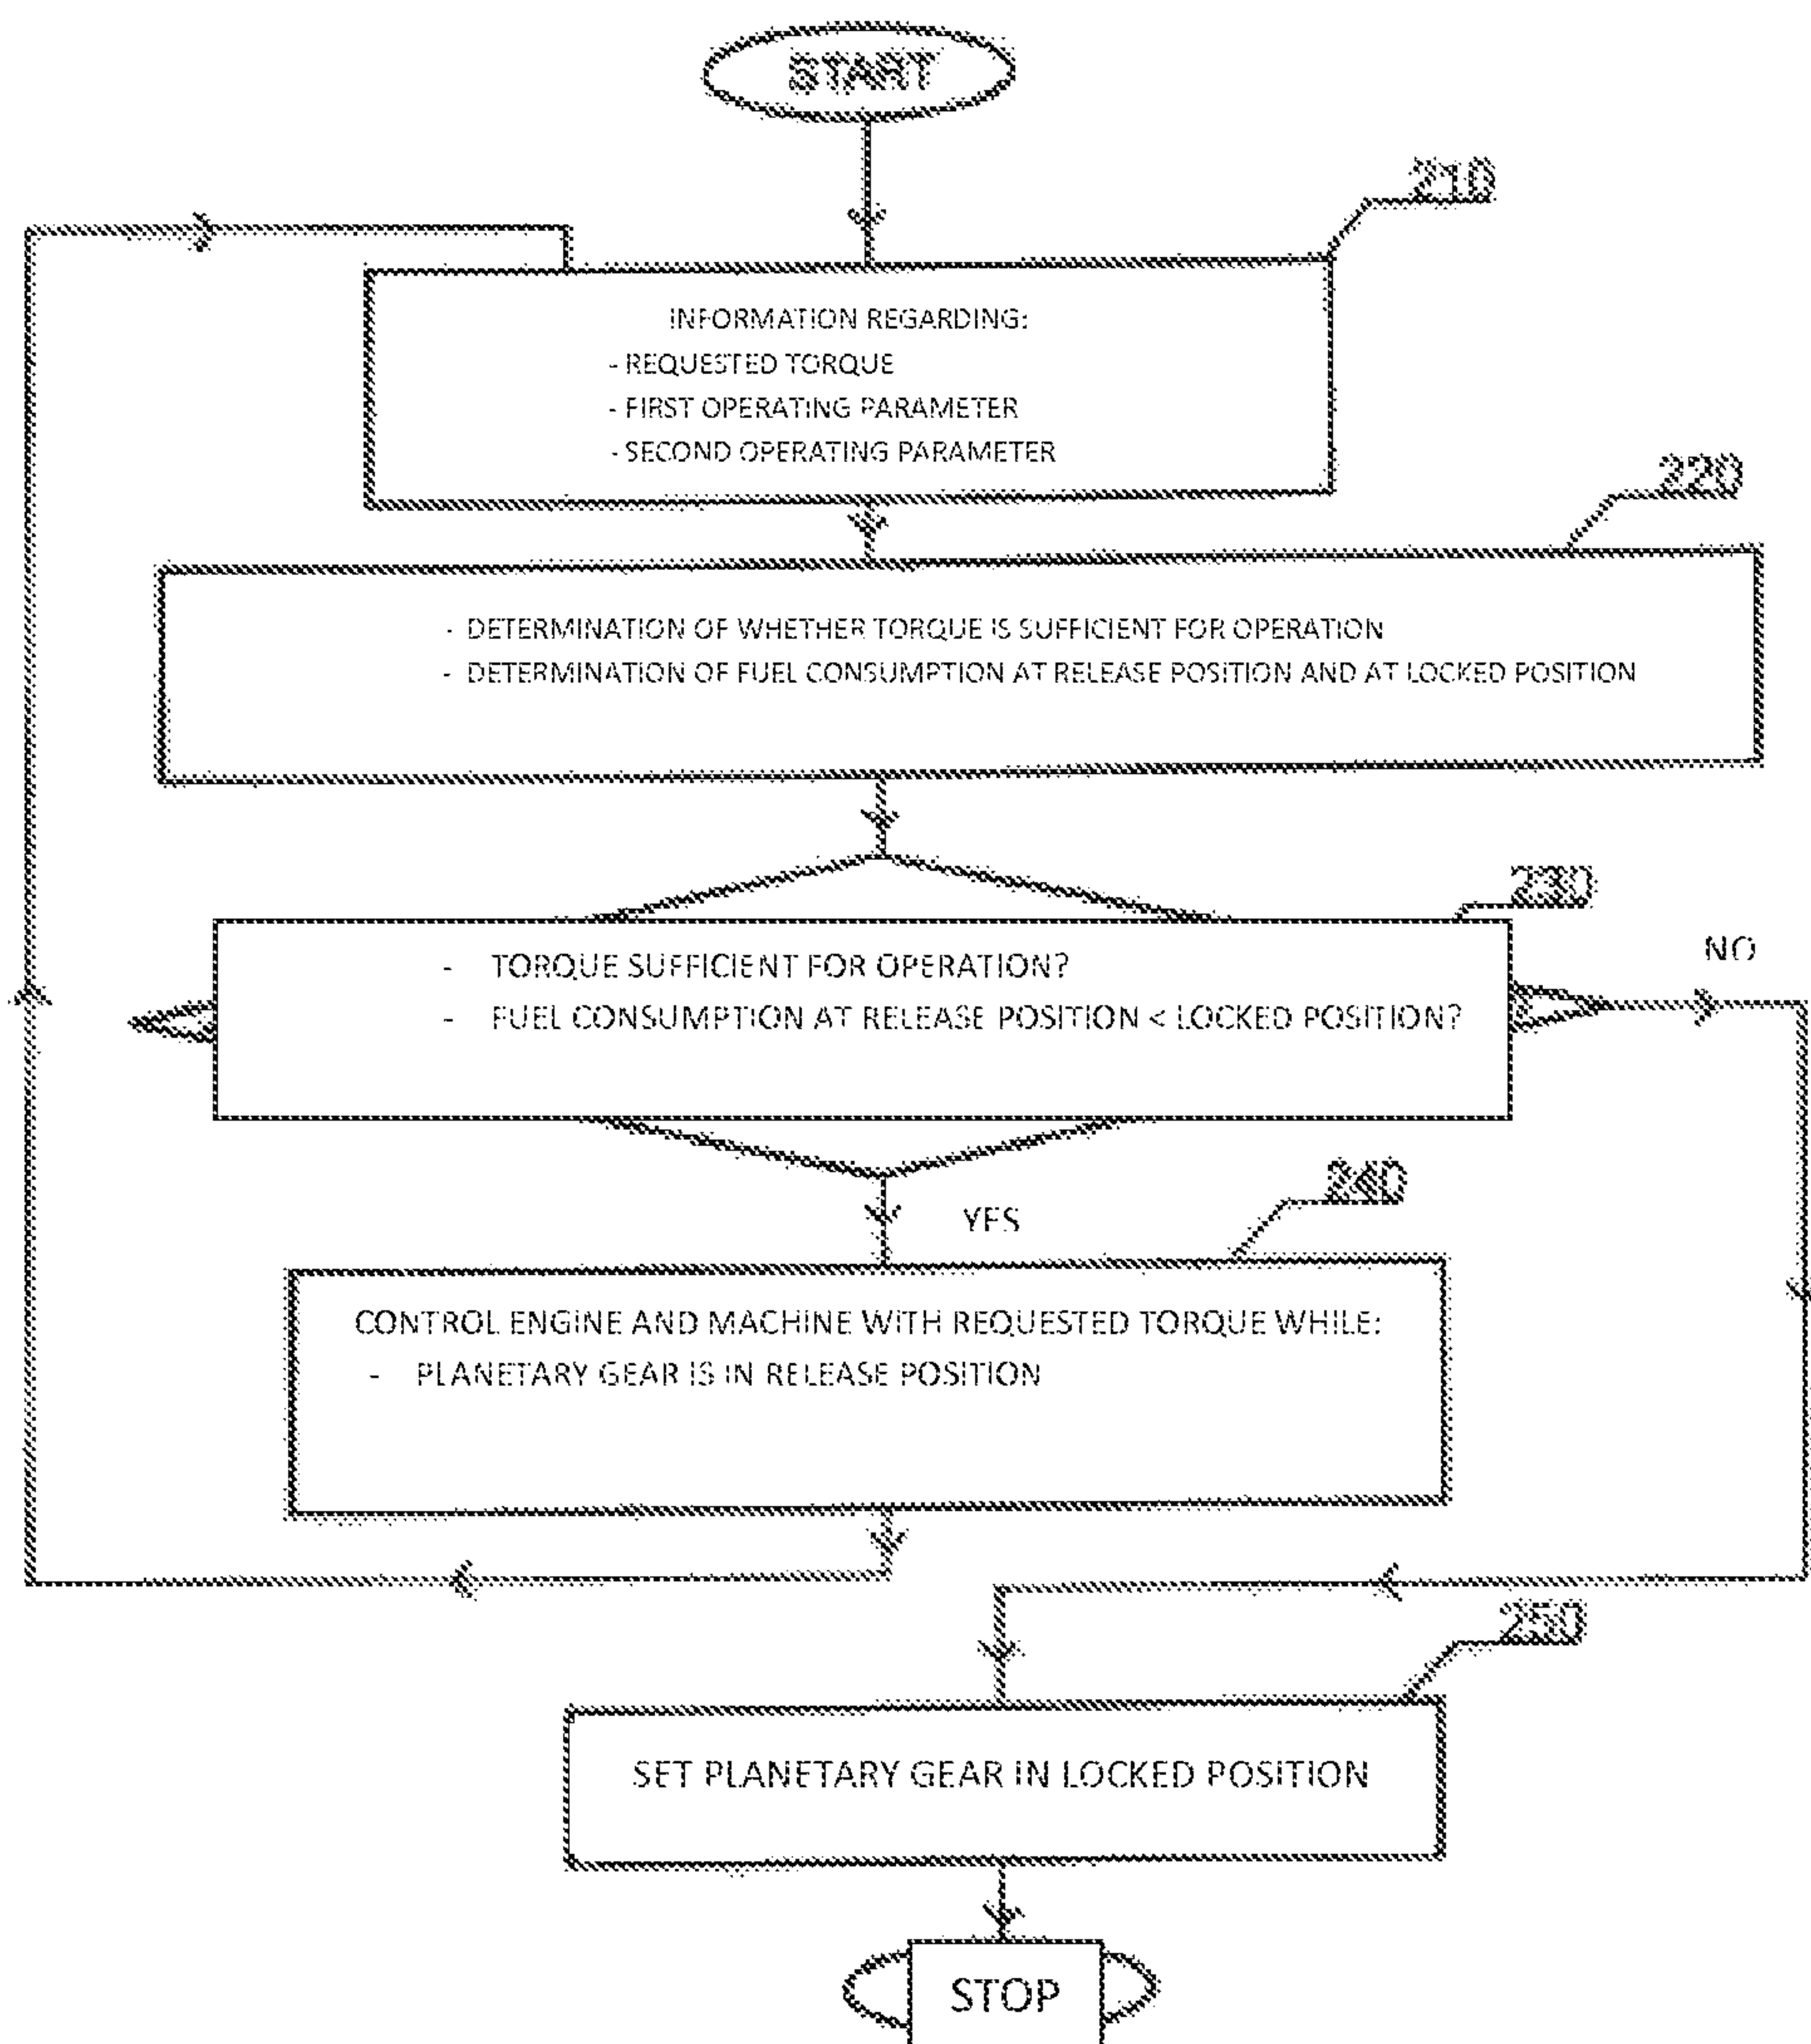 START
210
INFORMATION REGARDING:
- REQUESTED TORQUE
- FIRST OPERATING PARAMETER
- SECOND OPERATING PARAMETER
220
- DETERMINATION OF WHETHER TORQUE IS SUFFICIENT FOR OPERATION
- DETERMINATION OF FUEL CONSUMPTION AT RELEASE POSITION AND AT LOCKED POSITION
230
NO
- TORQUE SUFFICIENT FOR OPERATION?
- FUEL CONSUMPTION AT RELEASE POSITION < LOCKED POSITION?
240
YES
CONTROL ENGINE AND MACHINE WITH REQUESTED TORQUE WHILE:
- PLANETARY GEAR IS IN RELEASE POSITION
250
SET PLANETARY GEAR IN LOCKED POSITION
STOP